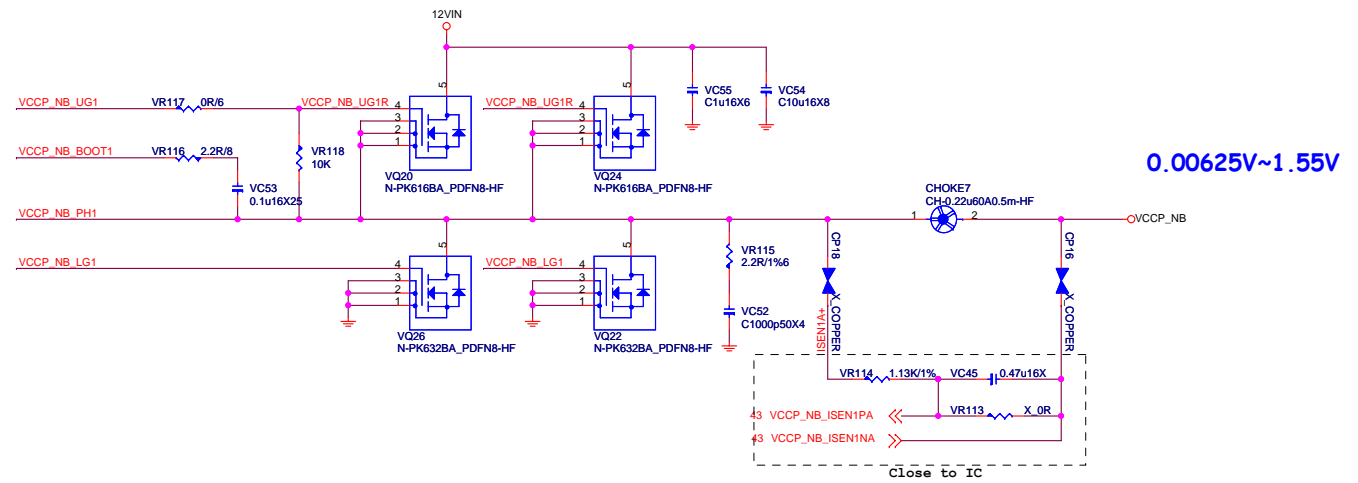 12VIN
VCCP_NB_UG1
VR117
0R/6
VCCP_NB_UG1R
VCCP_NB_UG1R
VCCP_NB_BOOT1
VR116
2.2R/8
VR118
10K
VC53
0.1u16X25
VCCP_NB_PH1
VCCP_NB_LG1
VCCP_NB_LG1
5
4
3
2
1
VQ20
N-PK616BA_PDFN8-HF
5
4
3
2
1
VQ24
N-PK616BA_PDFN8-HF
VC55
C1u16X6
VC54
C10u16X8
0.00625V~1.55V
CHOKE7
CH-0.22u60A0.5m-HF
1
2
VCCP_NB
5
4
3
2
1
VQ26
N-PK632BA_PDFN8-HF
5
4
3
2
1
VQ22
N-PK632BA_PDFN8-HF
VR115
2.2R/1%6
VC52
C1000p50X4
CP18
X_COPPER
ISEN1A+
CP16
X_COPPER
VR114
1.13K/1%
VC45
0.47u16X
VR113
X_0R
43 VCCP_NB_ISEN1PA
43 VCCP_NB_ISEN1NA
Close to IC